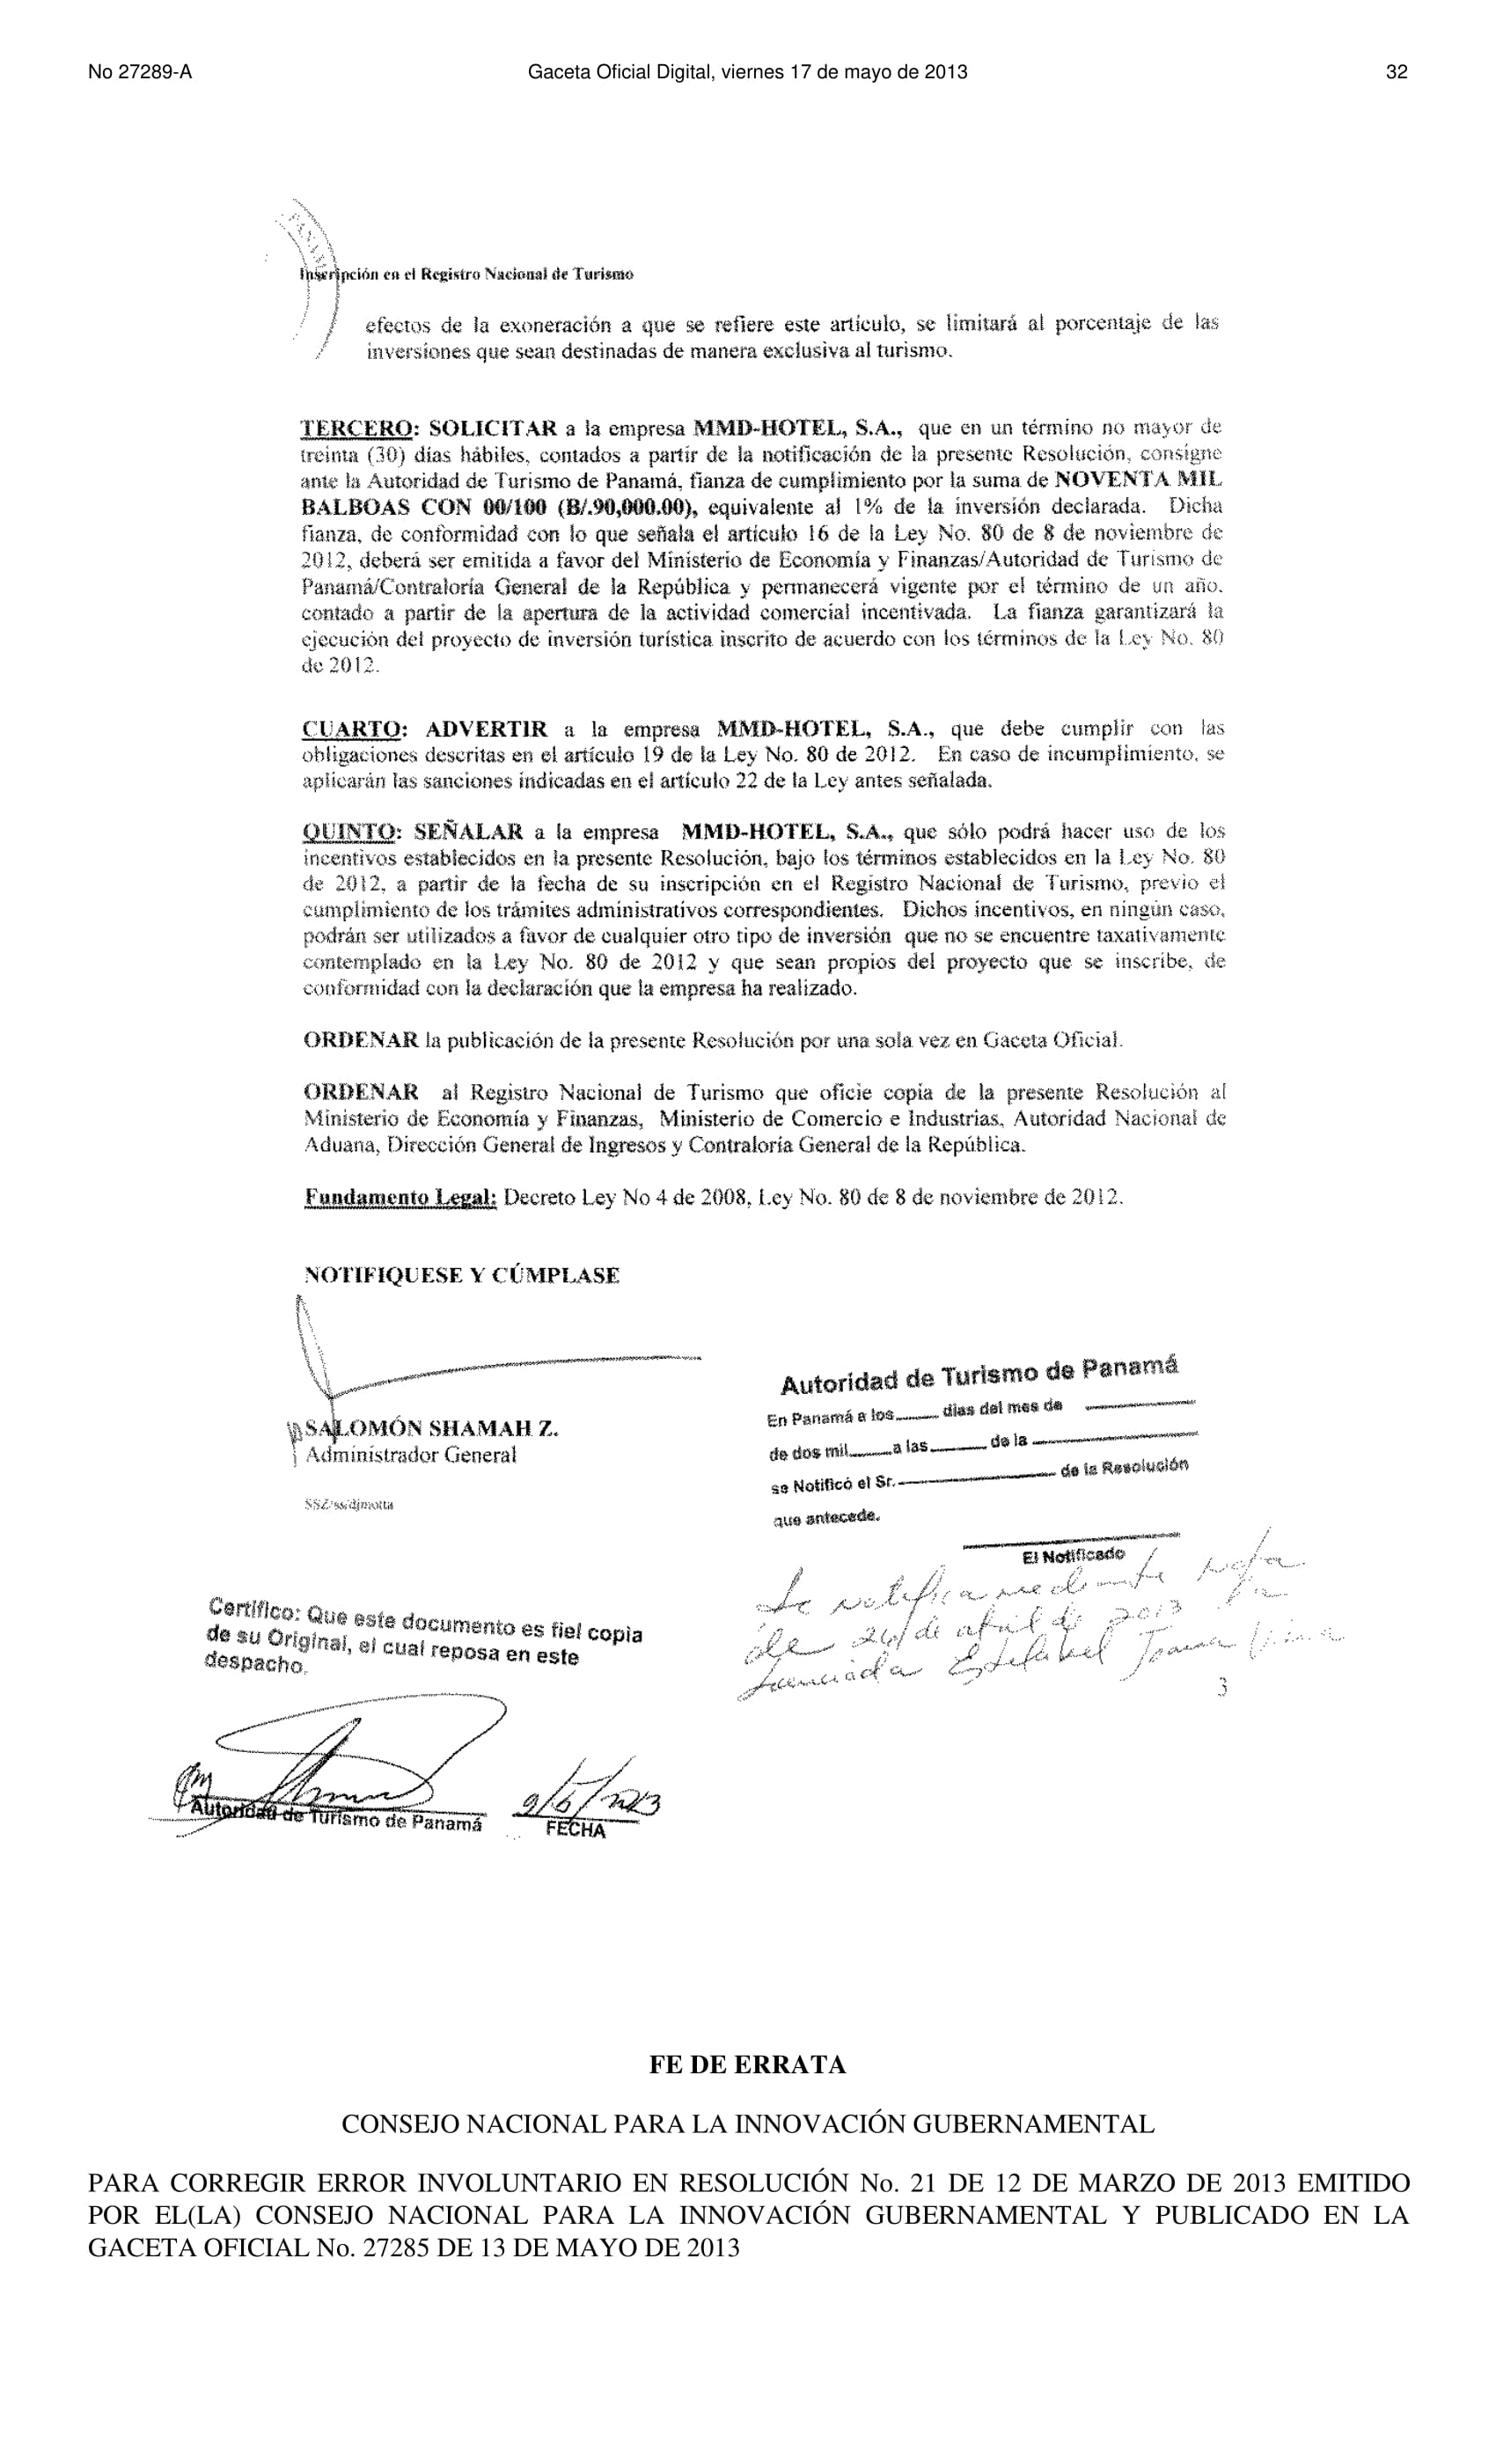 No 27289-A Gaceta Oficial Digital, viernes 17 de mayo de 2013 32
PANAM
Inscripción en el Registro Nacional de Turismo
efectos de la exoneración a que se refiere este artículo, se limitará al porcentaje de las
inversiones que sean destinadas de manera exclusiva al turismo.
TERCERO: SOLICITAR a la empresa MMD-HOTEL, S.A., que en un término no mayor de
treinta (30) días hábiles, contados a partir de la notificación de la presente Resolución, consigne
ante la Autoridad de Turismo de Panamá, fianza de cumplimiento por la suma de NOVENTA MIL
BALBOAS CON 00/100 (B/.90,000.00), equivalente al 1% de la inversión declarada. Dicha
fianza, de conformidad con lo que señala el artículo 16 de la Ley No. 80 de 8 de noviembre de
2012, deberá ser emitida a favor del Ministerio de Economía y Finanzas/Autoridad de Turismo de
Panamá/Contraloría General de la República y permanecerá vigente por el término de un año,
contado a partir de la apertura de la actividad comercial incentivada. La fianza garantizará la
ejecución del proyecto de inversión turística inscrito de acuerdo con los términos de la Ley No. 80
de 2012.
CUARTO: ADVERTIR a la empresa MMD-HOTEL, S.A., que debe cumplir con las
obligaciones descritas en el artículo 19 de la Ley No. 80 de 2012. En caso de incumplimiento, se
aplicarán las sanciones indicadas en el artículo 22 de la Ley antes señalada.
QUINTO: SEÑALAR a la empresa MMD-HOTEL, S.A., que sólo podrá hacer uso de los
incentivos establecidos en la presente Resolución, bajo los términos establecidos en la Ley No. 80
de 2012, a partir de la fecha de su inscripción en el Registro Nacional de Turismo, previo el
cumplimiento de los trámites administrativos correspondientes. Dichos incentivos, en ningún caso,
podrán ser utilizados a favor de cualquier otro tipo de inversión que no se encuentre taxativamente
contemplado en la Ley No. 80 de 2012 y que sean propios del proyecto que se inscribe, de
conformidad con la declaración que la empresa ha realizado.
ORDENAR la publicación de la presente Resolución por una sola vez en Gaceta Oficial.
ORDENAR al Registro Nacional de Turismo que oficie copia de la presente Resolución al
Ministerio de Economía y Finanzas, Ministerio de Comercio e Industrias, Autoridad Nacional de
Aduana, Dirección General de Ingresos y Contraloría General de la República.
Fundamento Legal: Decreto Ley No 4 de 2008, Ley No. 80 de 8 de noviembre de 2012.
NOTIFIQUESE Y CÚMPLASE
SALOMÓN SHAMAH Z.
Administrador General
SSZ/ss/djmotta
Autoridad de Turismo de Panamá
En Panamá a los____ días del mes de ____
de dos mil____a las____de la____
se Notificó el Sr.____de la Resolución
que antecede.
El Notificado
Se notifica mediante nota
de 24 de abril de 2013 la
Licenciada Estefabel
3
Certifico: Que este documento es fiel copia
de su Original, el cual reposa en este
despacho.
Autoridad de Turismo de Panamá
9/5/2013
FECHA
FE DE ERRATA
CONSEJO NACIONAL PARA LA INNOVACIÓN GUBERNAMENTAL
PARA CORREGIR ERROR INVOLUNTARIO EN RESOLUCIÓN No. 21 DE 12 DE MARZO DE 2013 EMITIDO
POR EL(LA) CONSEJO NACIONAL PARA LA INNOVACIÓN GUBERNAMENTAL Y PUBLICADO EN LA
GACETA OFICIAL No. 27285 DE 13 DE MAYO DE 2013